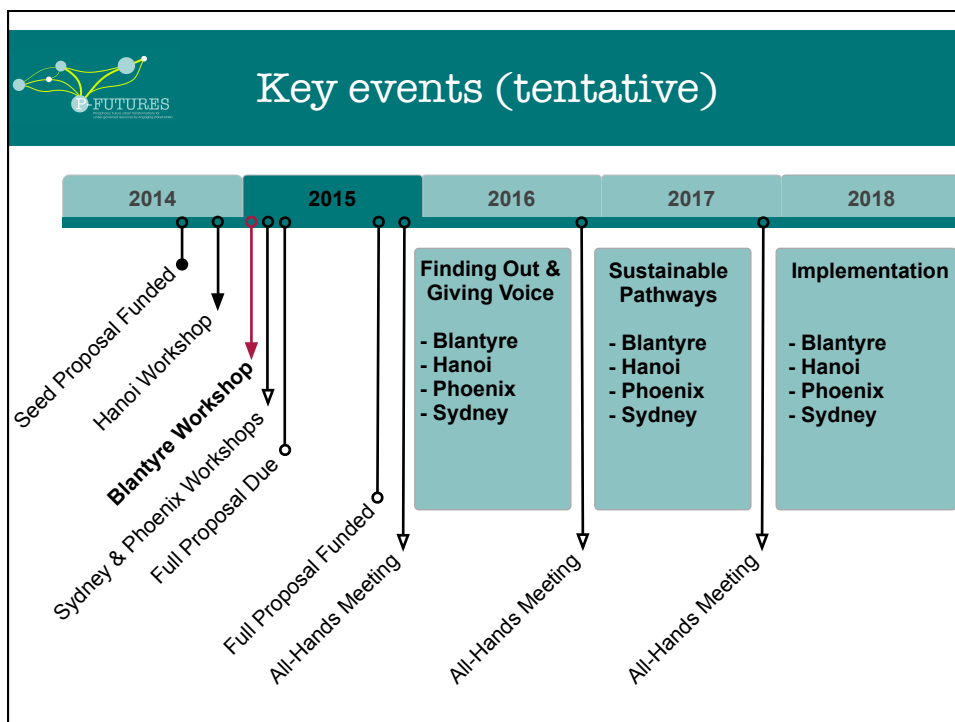 P-FUTURES
Key events (tentative)
2014
2015
2016
2017
2018
Seed Proposal Funded
Hanoi Workshop
Blantyre Workshop
Sydney & Phoenix Workshops
Full Proposal Due
Full Proposal Funded
All-Hands Meeting
All-Hands Meeting
All-Hands Meeting
Finding Out &
Giving Voice
- Blantyre
- Hanoi
- Phoenix
- Sydney
Sustainable
Pathways
- Blantyre
- Hanoi
- Phoenix
- Sydney
Implementation
- Blantyre
- Hanoi
- Phoenix
- Sydney